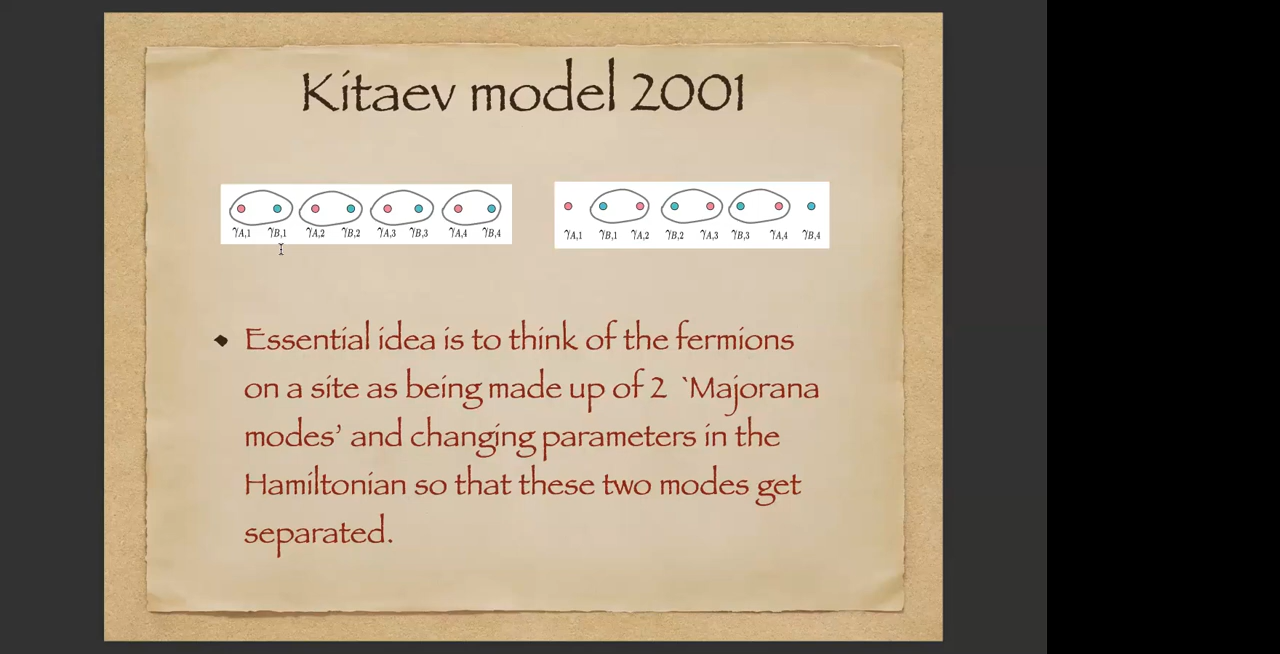 Kitaev model 2001
γA,1 γB,1 γA,2 γB,2 γA,3 γB,3 γA,4 γB,4
γA,1 γB,1 γA,2 γB,2 γA,3 γB,3 γA,4 γB,4
Essential idea is to think of the fermions
on a site as being made up of 2 `Majorana
modes’ and changing parameters in the
Hamiltonian so that these two modes get
separated.